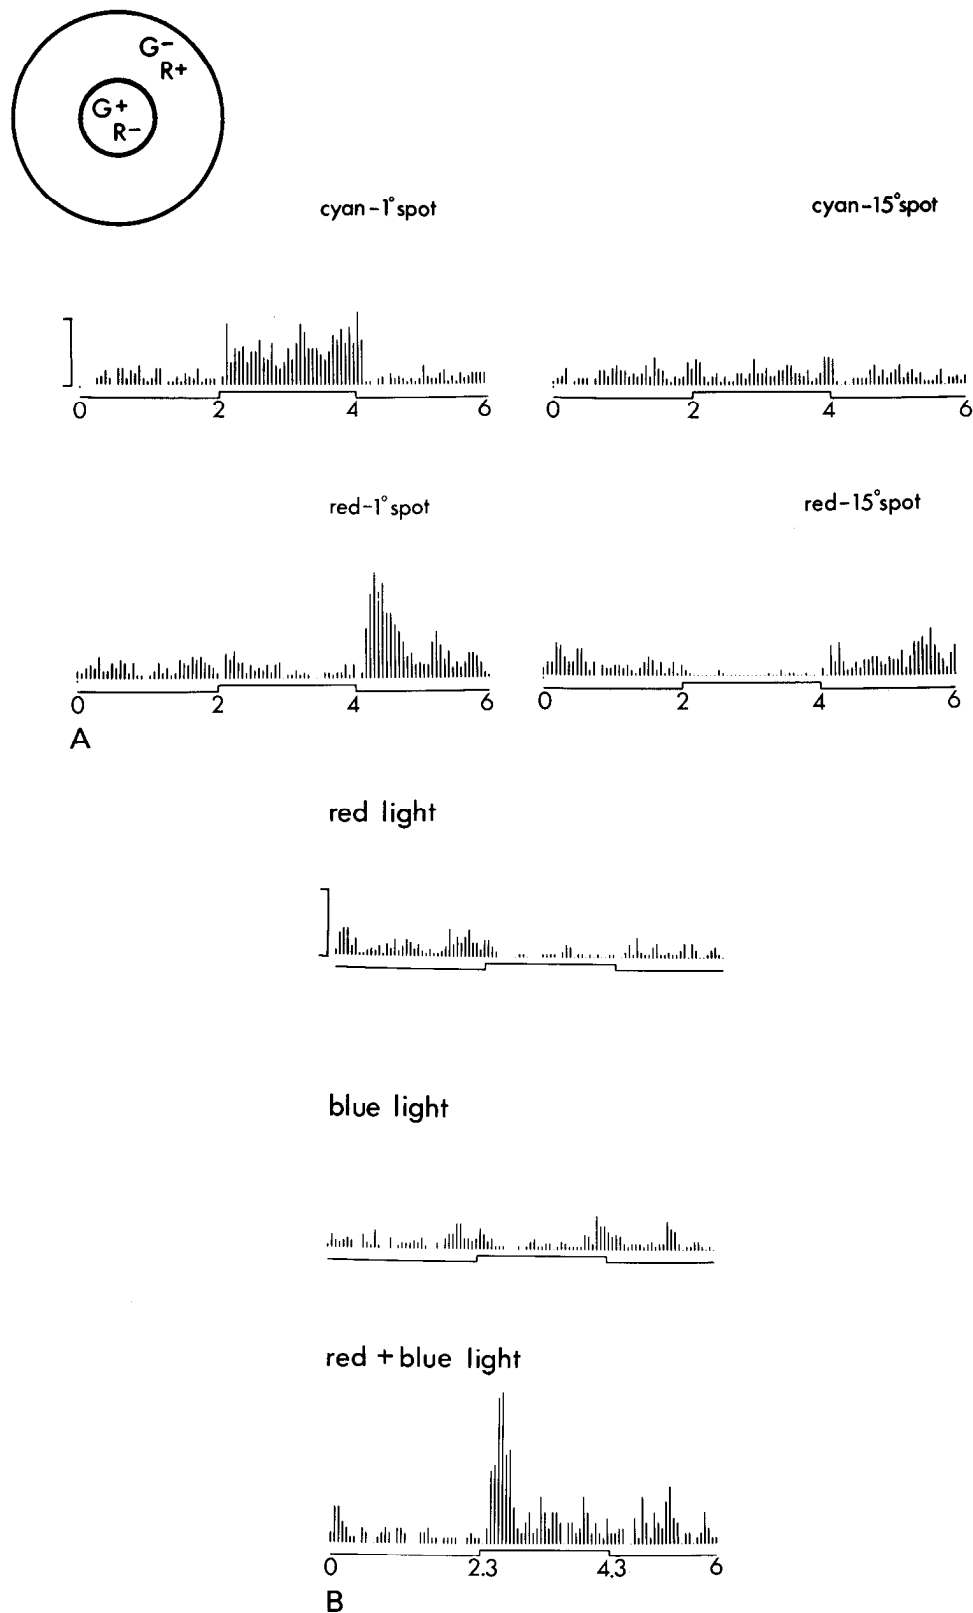 G−
R+
G+
R−
cyan-1°spot
cyan-15°spot
0 2 4 6
0 2 4 6
red-1°spot
red-15°spot
0 2 4 6
0 2 4 6
A
red light
blue light
red + blue light
0 2.3 4.3 6
B